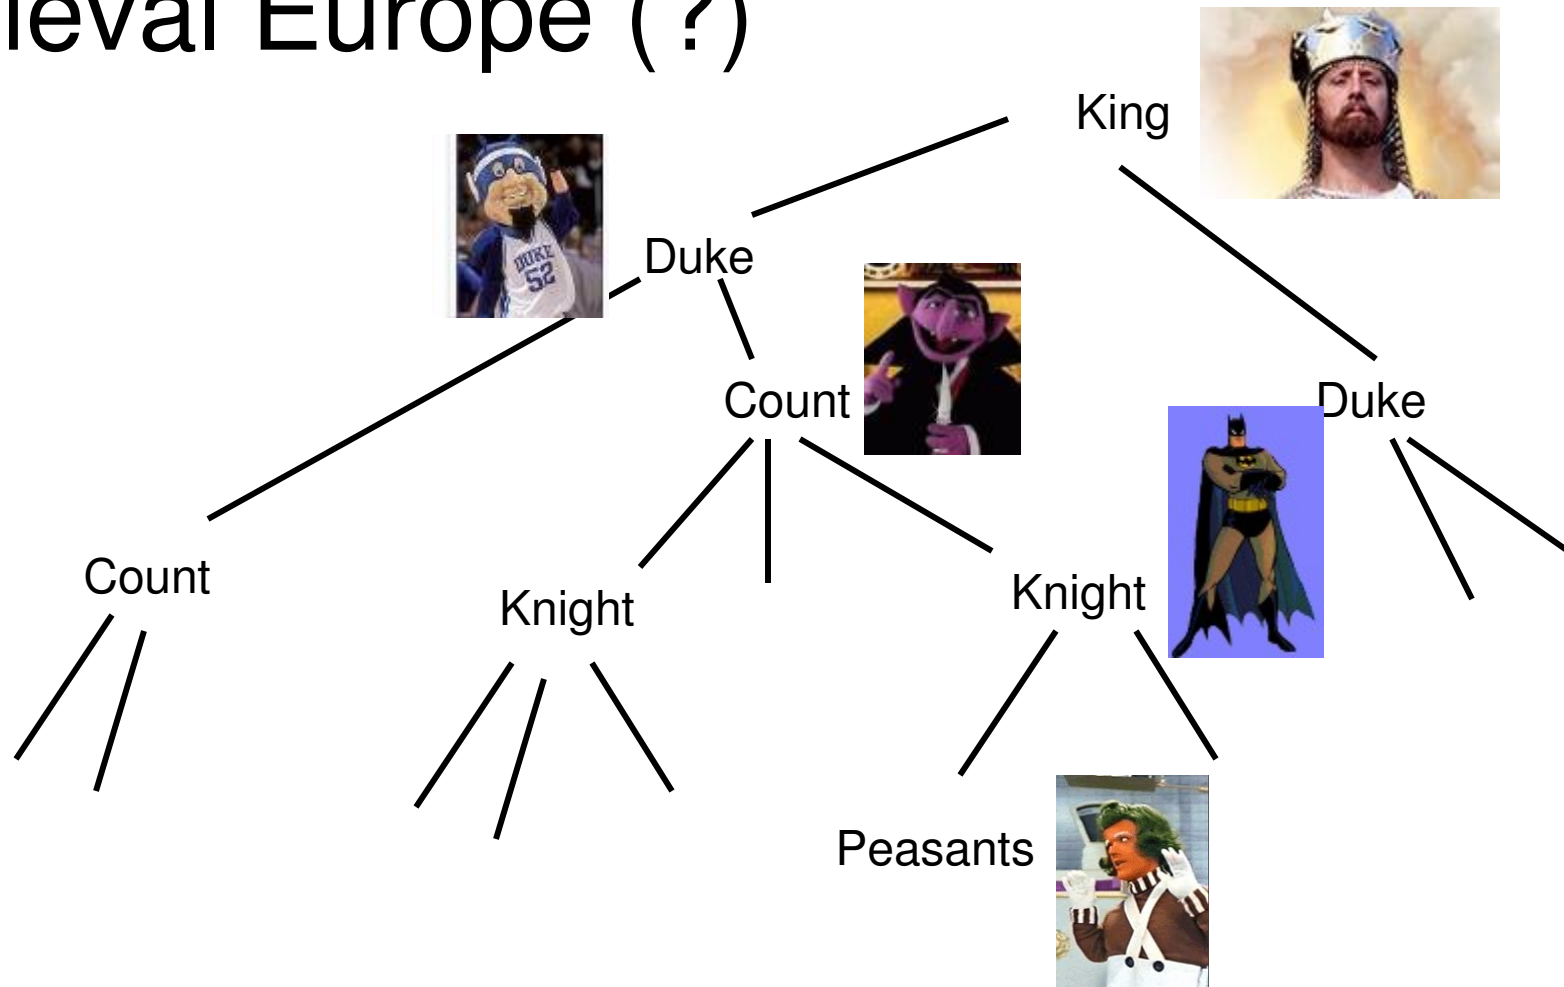 ieval Europe (?)
King
Duke
DUKE
52
Count
Duke
Count
Knight
Knight
Peasants